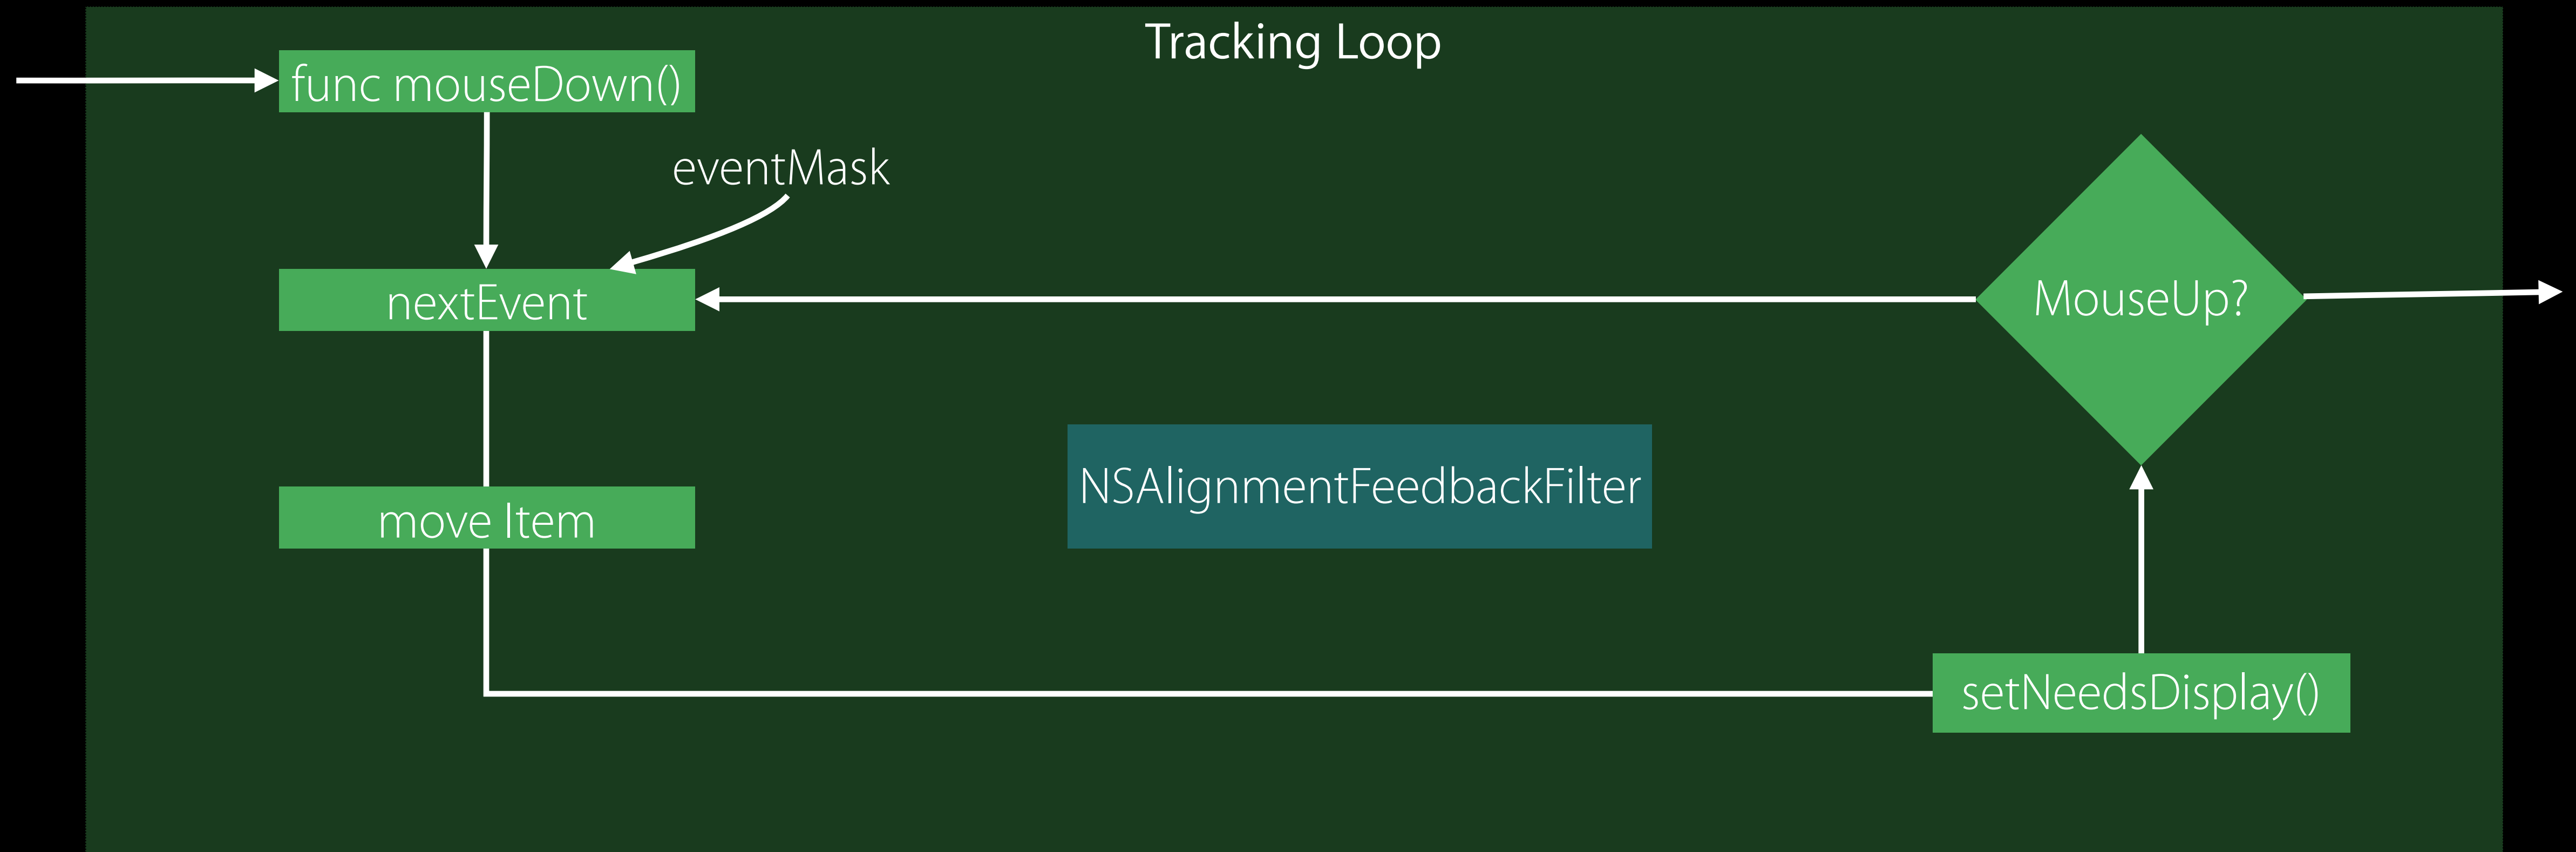 Tracking Loop
func mouseDown()
eventMask
nextEvent
MouseUp?
NSAlignmentFeedbackFilter
move Item
setNeedsDisplay()